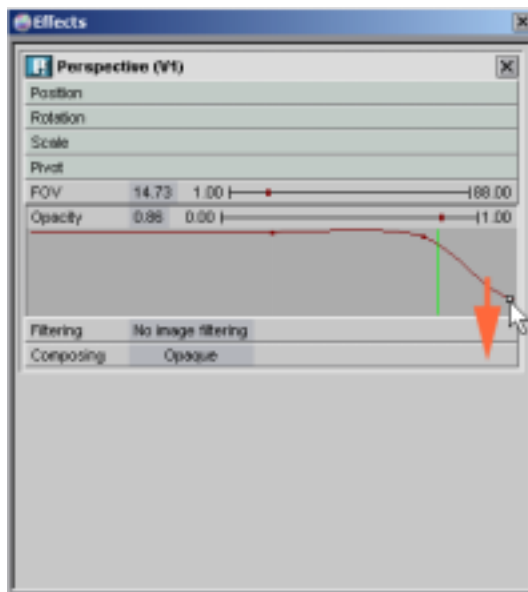 Effects
Perspective (V1)
Position
Rotation
Scale
Pivot
FOV 14.73 1.00 88.00
Opacity 0.86 0.00 1.00
Filtering No image filtering
Composing Opaque